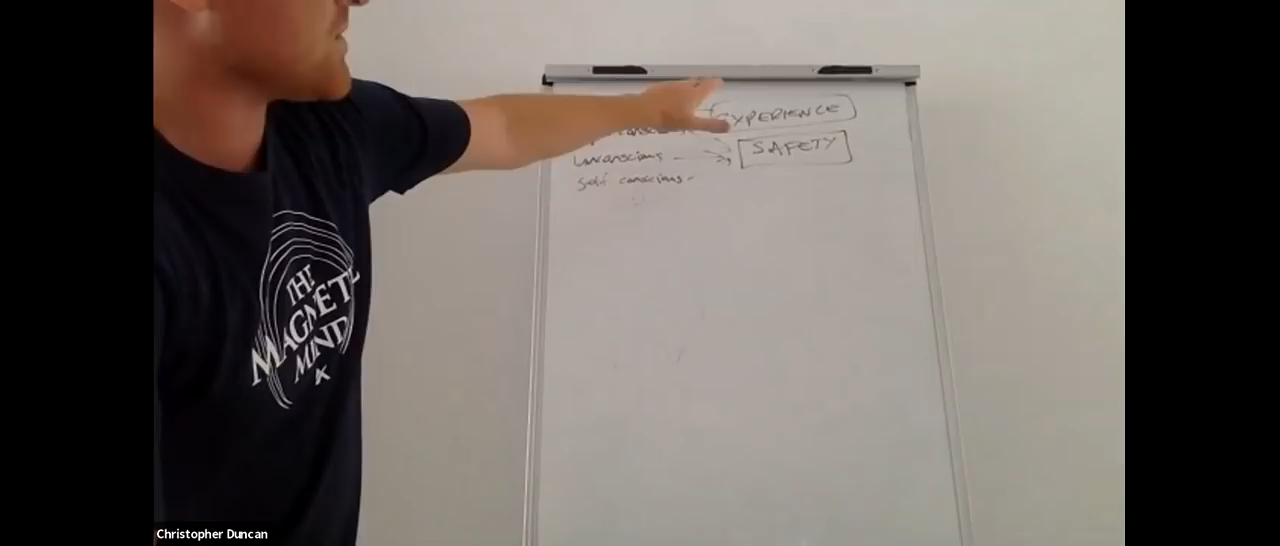 EXPERIENCE
Unconscious SAFETY
Self conscious
THE
MAGNETIC
MIND
Christopher Duncan